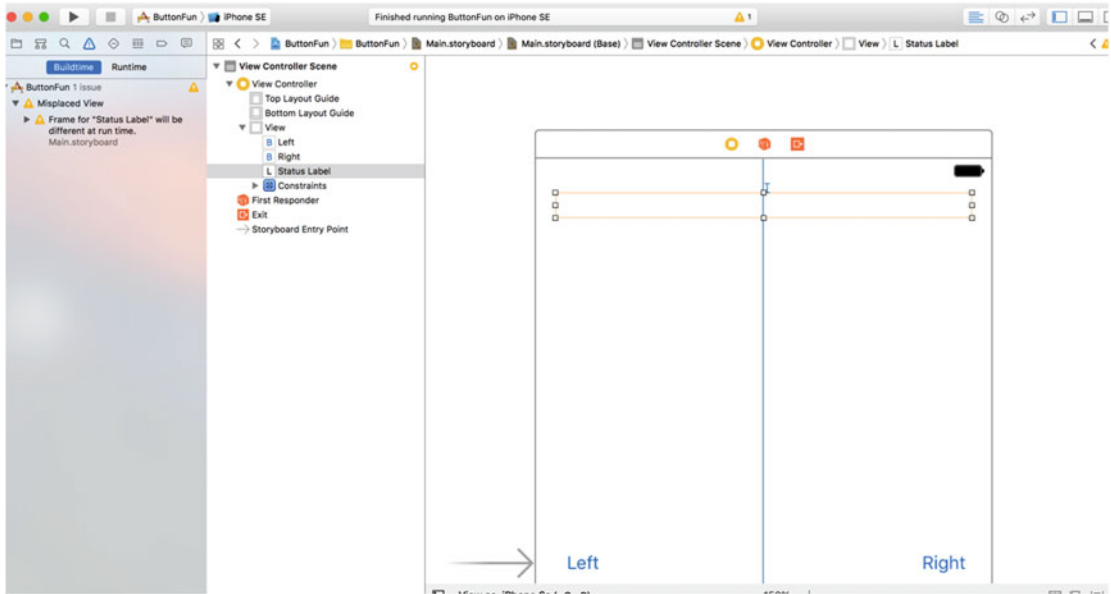 ButtonFun iPhone SE Finished running ButtonFun on iPhone SE 1
ButtonFun ButtonFun Main.storyboard Main.storyboard (Base) View Controller Scene View Controller View L Status Label
Buildtime Runtime
ButtonFun 1 issue
Misplaced View
Frame for "Status Label" will be
different at run time.
Main.storyboard
View Controller Scene
View Controller
Top Layout Guide
Bottom Layout Guide
View
B Left
B Right
L Status Label
Constraints
First Responder
Exit
Storyboard Entry Point
Left Right